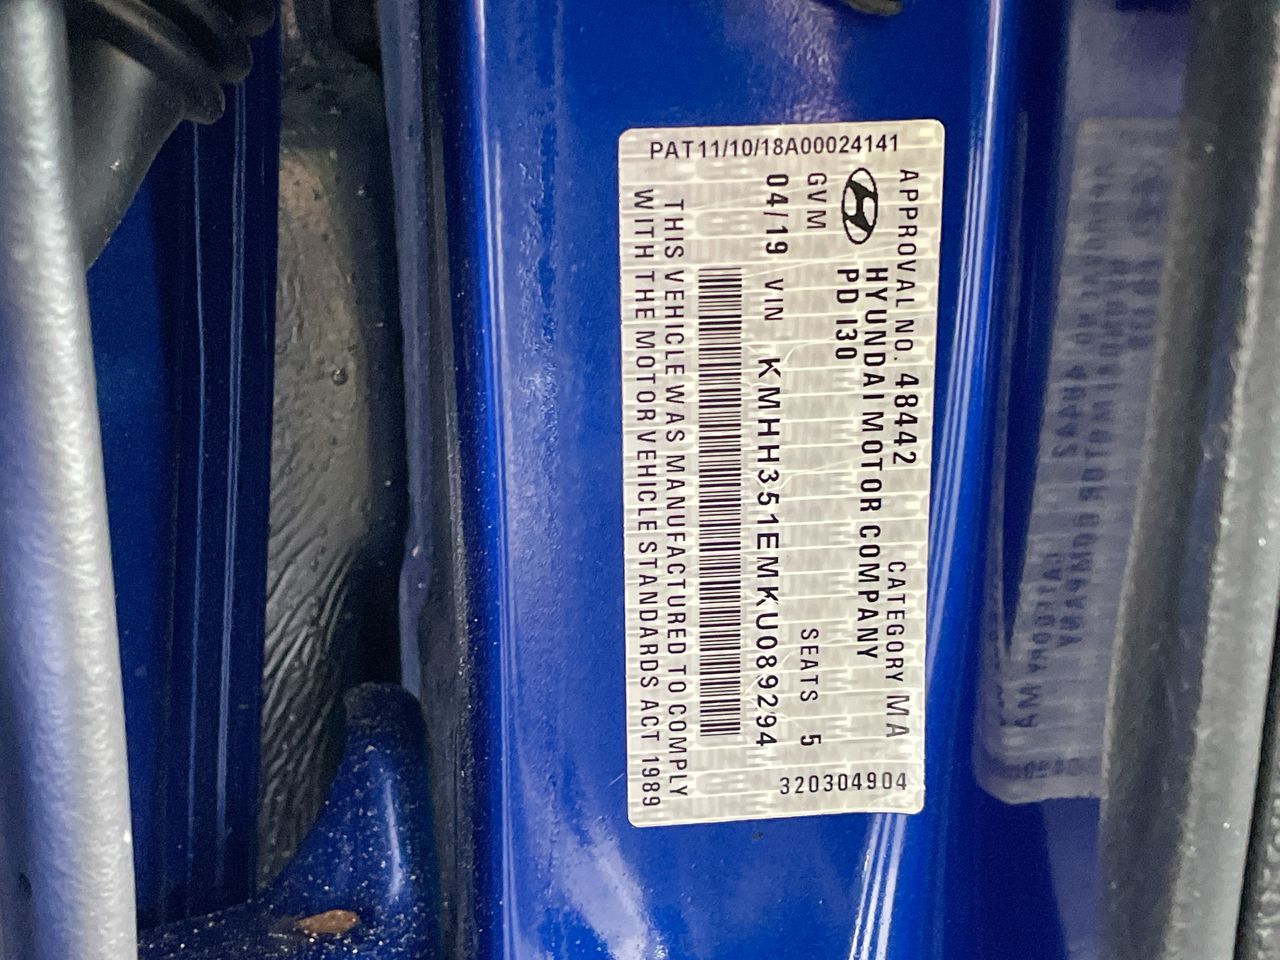 PAT11/10/18A00024141
APPROVAL NO. 48442 CATEGORY MA
HYUNDAI MOTOR COMPANY
PD I30
GVM SEATS 5
04/19 VIN KMHH351EMKU089294
THIS VEHICLE WAS MANUFACTURED TO COMPLY
WITH THE MOTOR VEHICLE STANDARDS ACT 1989
320304904